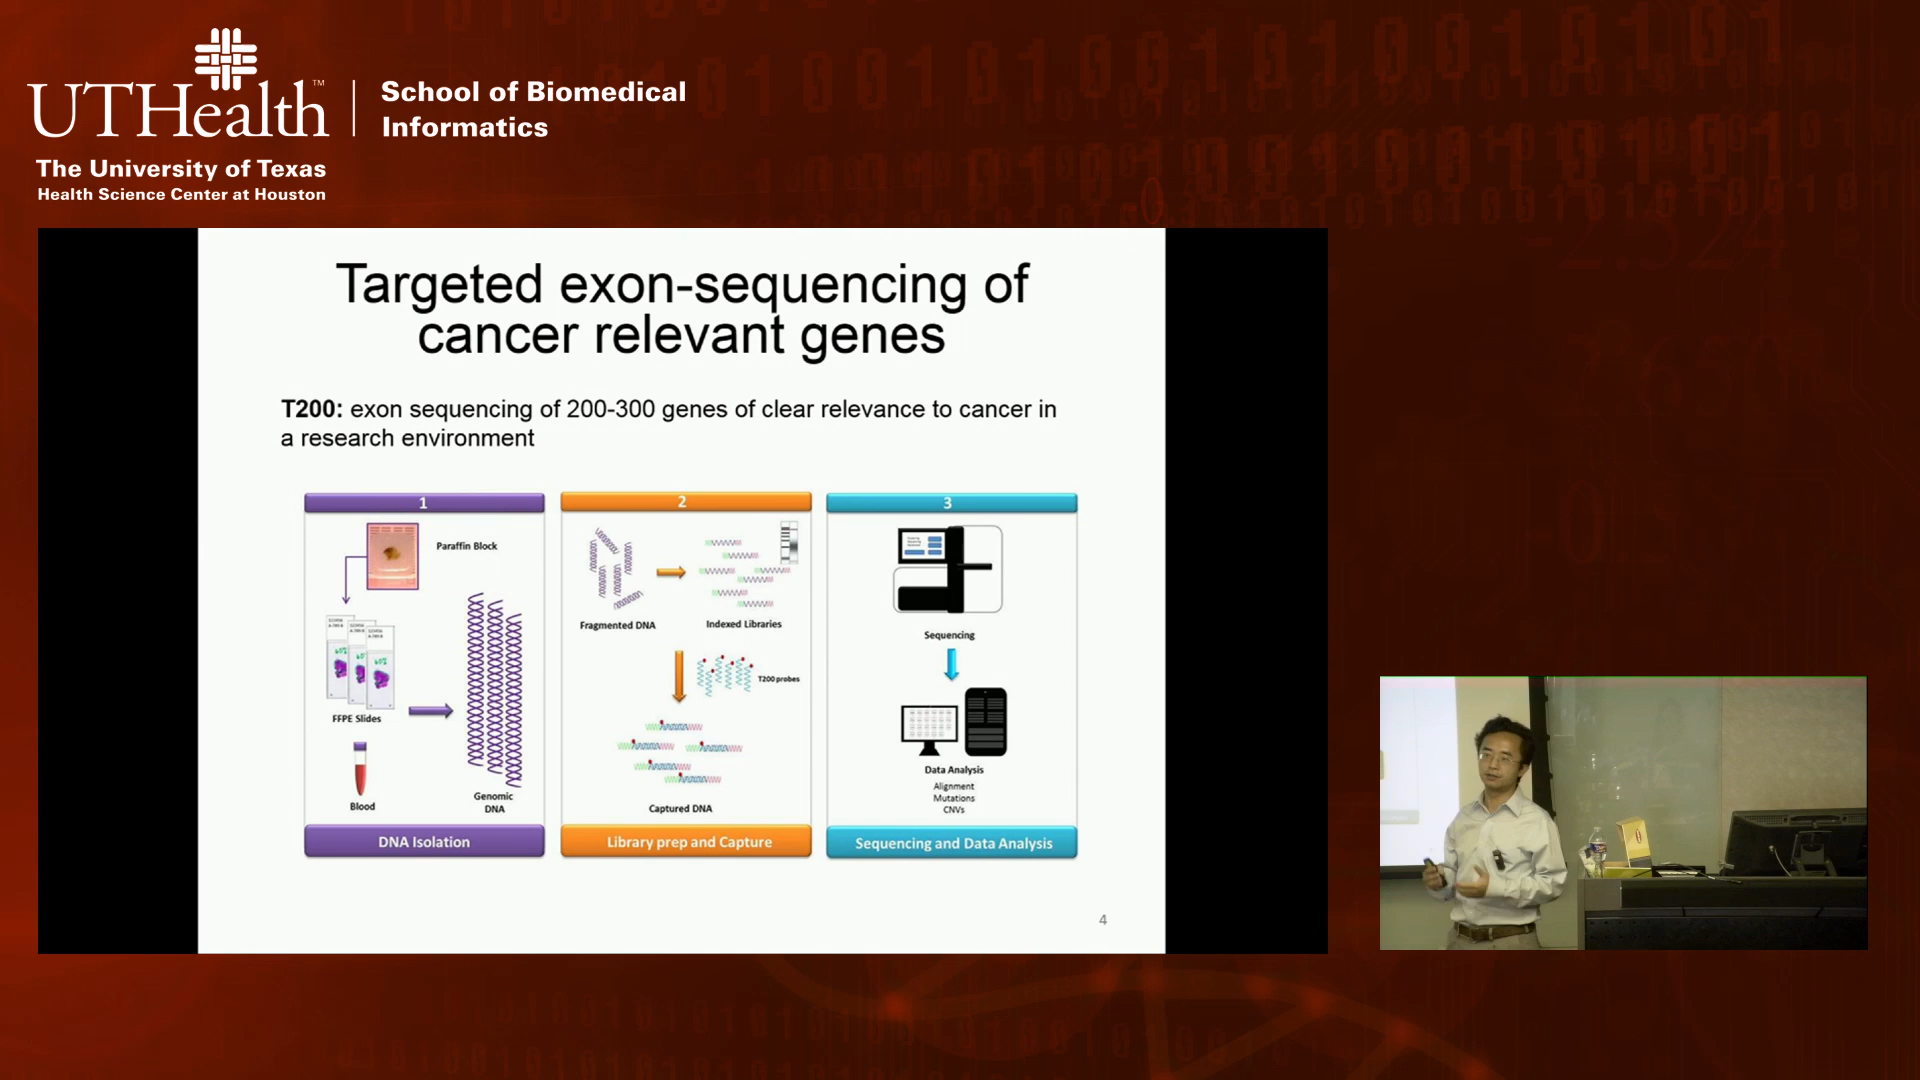 UTHealth™
School of Biomedical
Informatics
The University of Texas
Health Science Center at Houston
Targeted exon-sequencing of
cancer relevant genes
T200: exon sequencing of 200-300 genes of clear relevance to cancer in
a research environment
1
Paraffin Block
FFPE Slides
Blood
Genomic
DNA
DNA Isolation
2
Fragmented DNA
Indexed Libraries
T200 probes
Captured DNA
Library prep and Capture
3
Sequencing
Data Analysis
Alignment
Mutations
CNVs
Sequencing and Data Analysis
4